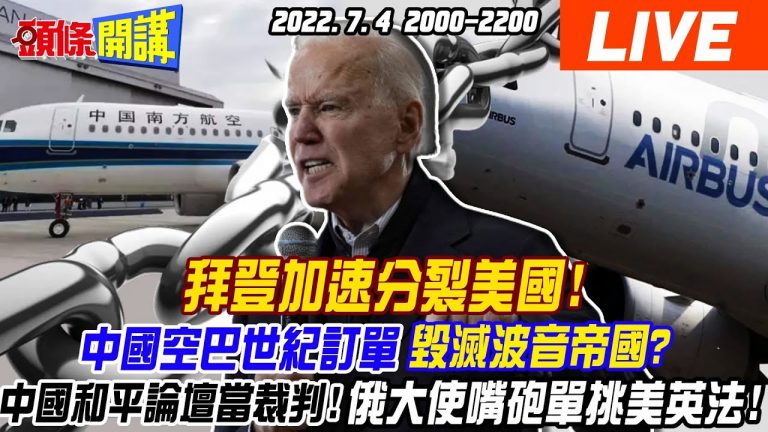 頭條開講
2022.7.4 2000-2200
LIVE
中国南方航空
AIRBUS
AIRBUS
拜登加速分裂美國!
中國空巴世紀訂單 毀滅波音帝國?
中國和平論壇當裁判!俄大使嘴砲單挑美英法!